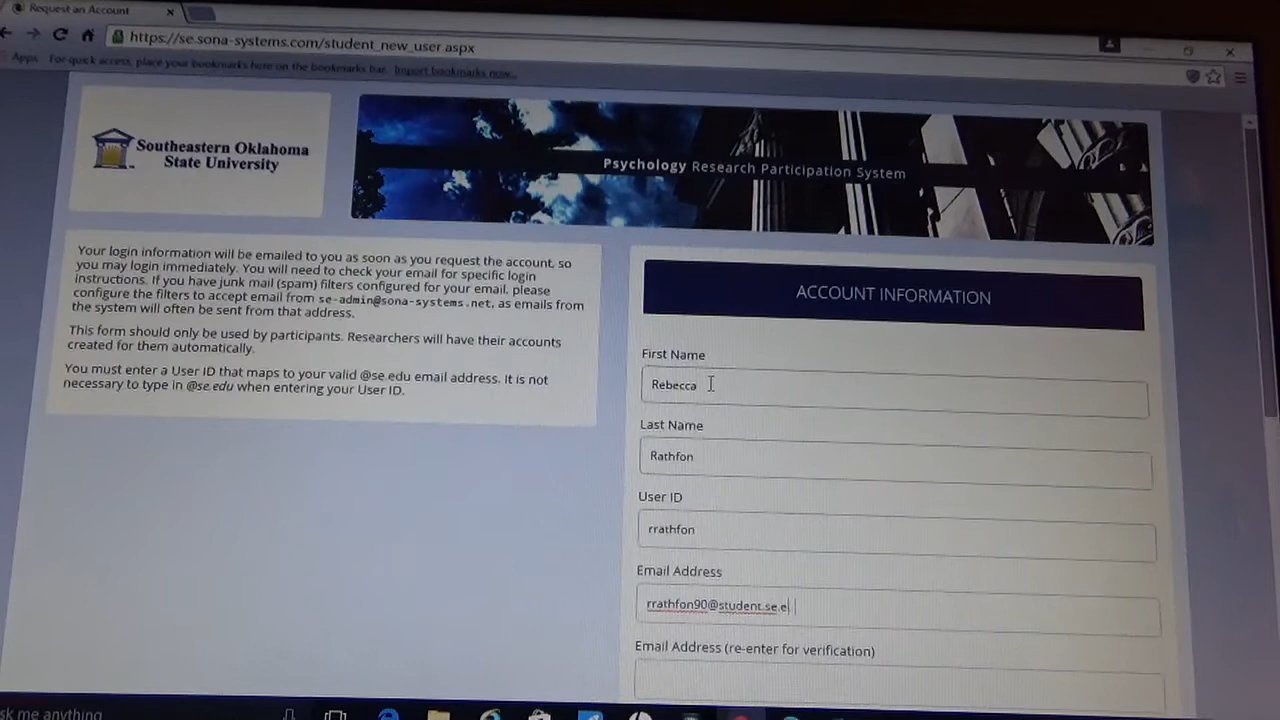 Request an Account
https://se.sona-systems.com/student_new_user.aspx
Apps For quick access, place your bookmarks here on the bookmarks bar. Import bookmarks now...
Southeastern Oklahoma
State University
Psychology Research Participation System
Your login information will be emailed to you as soon as you request the account, so
you may login immediately. You will need to check your email for specific login
instructions. If you have junk mail (spam) filters configured for your email, please
configure the filters to accept email from se-admin@sona-systems.net, as emails from
the system will often be sent from that address.
This form should only be used by participants. Researchers will have their accounts
created for them automatically.
You must enter a User ID that maps to your valid @se.edu email address. It is not
necessary to type in @se.edu when entering your User ID.
ACCOUNT INFORMATION
First Name
Rebecca
Last Name
Rathfon
User ID
rrathfon
Email Address
rrathfon90@student.se.e
Email Address (re-enter for verification)
sk me anything